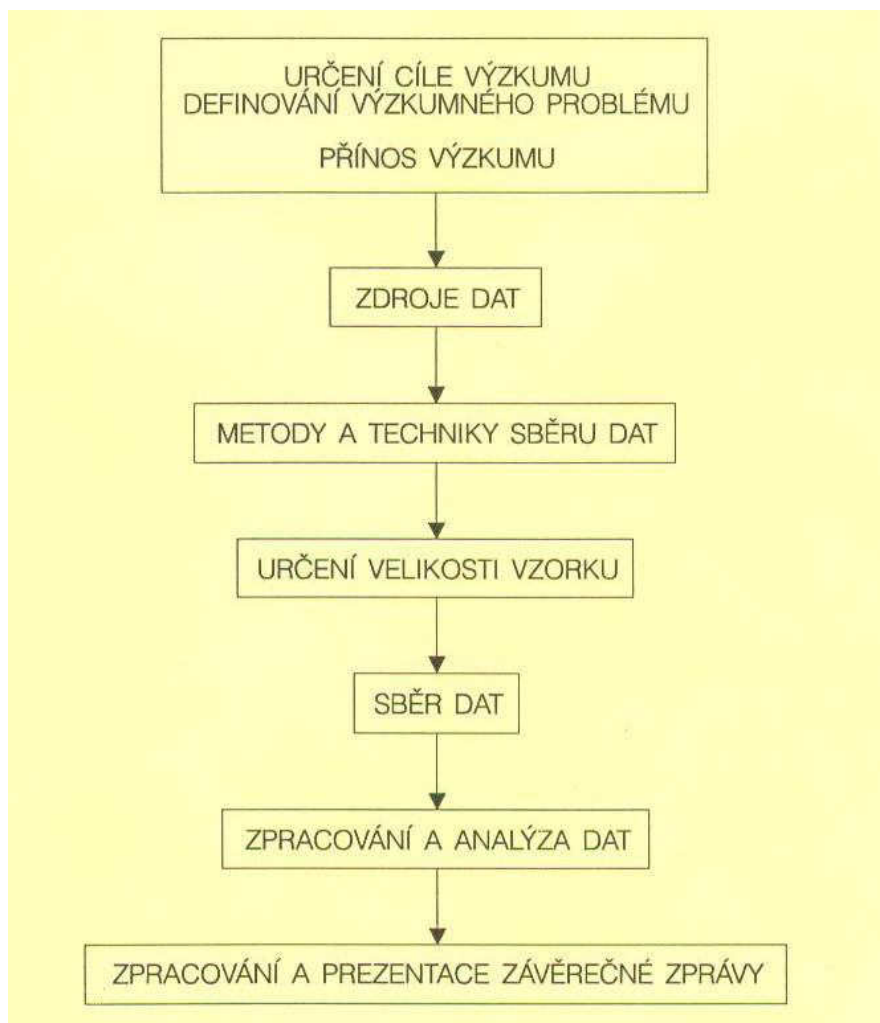 URČENÍ CÍLE VÝZKUMU
DEFINOVÁNÍ VÝZKUMNÉHO PROBLÉMU
PŘÍNOS VÝZKUMU
ZDROJE DAT
METODY A TECHNIKY SBĚRU DAT
URČENÍ VELIKOSTI VZORKU
SBĚR DAT
ZPRACOVÁNÍ A ANALÝZA DAT
ZPRACOVÁNÍ A PREZENTACE ZÁVĚREČNÉ ZPRÁVY